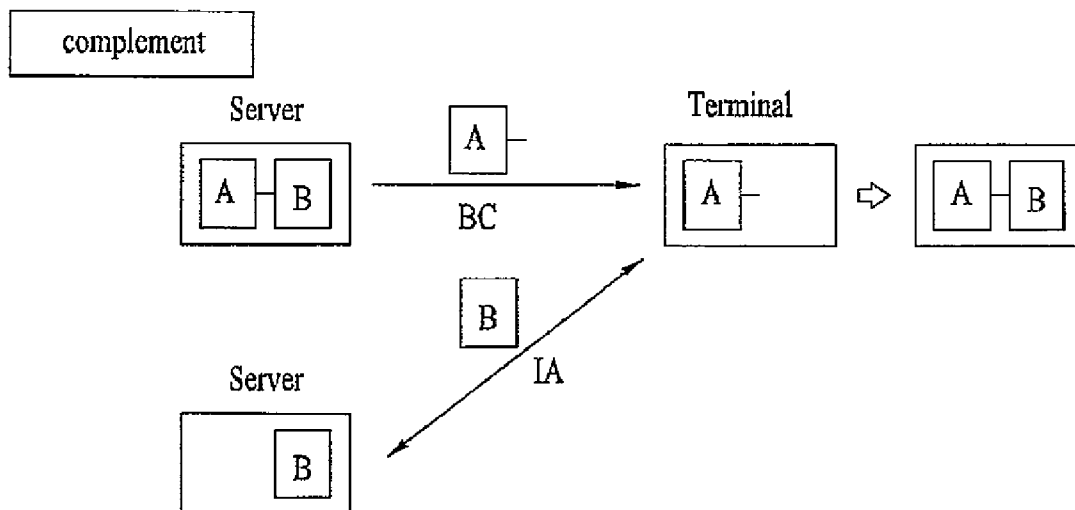 complement
Server
A
Terminal
A B
BC
A
A B
B
IA
Server
B